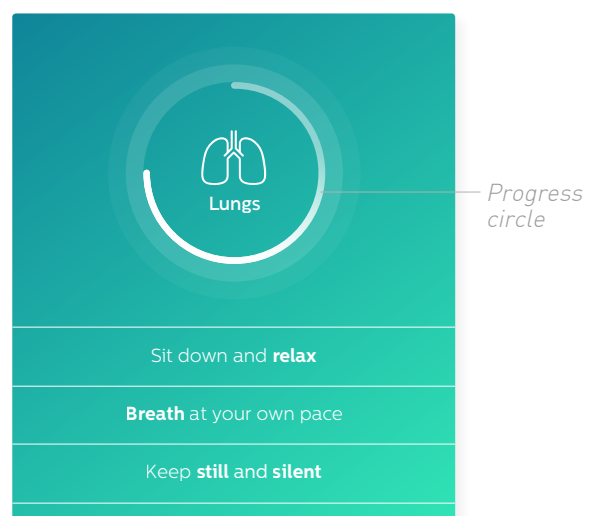 Lungs
Progress
circle
Sit down and relax
Breath at your own pace
Keep still and silent